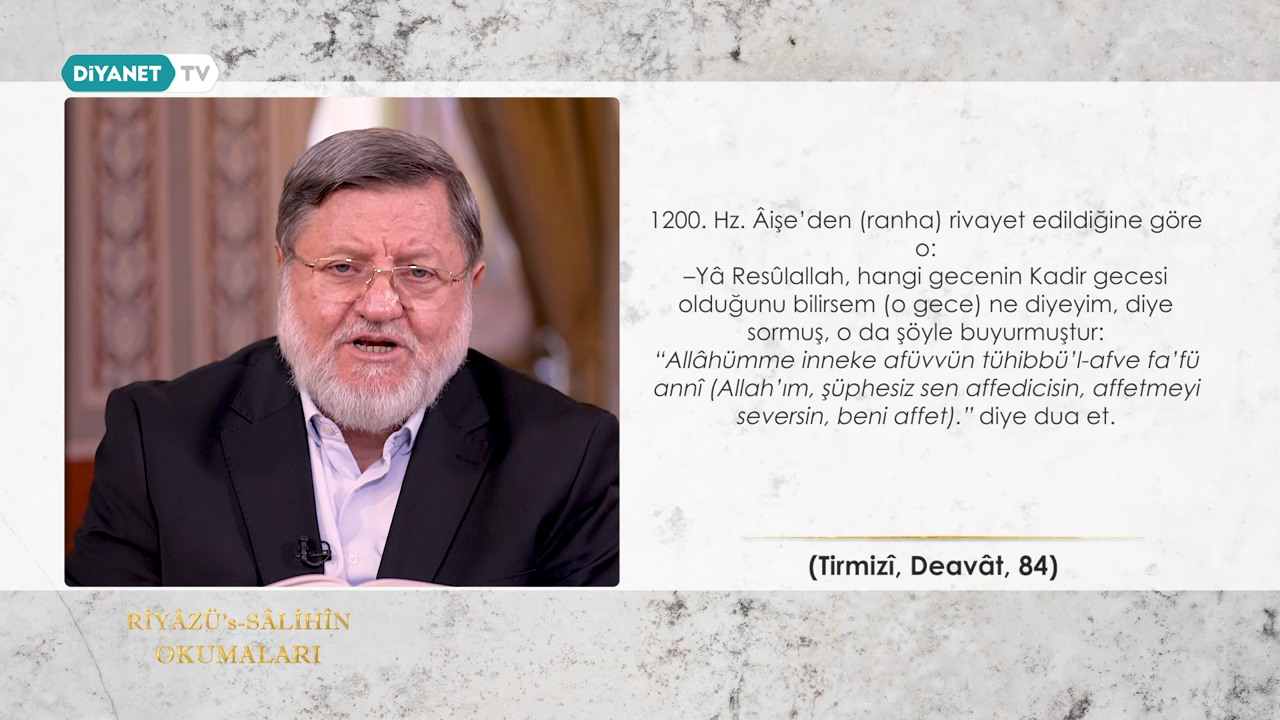 DİYANET TV
1200. Hz. Âişe’den (ranha) rivayet edildiğine göre
o:
–Yâ Resûlallah, hangi gecenin Kadir gecesi
olduğunu bilirsem (o gece) ne diyeyim, diye
sormuş, o da şöyle buyurmuştur:
“Allâhümme inneke afüvvün tühibbü’l-afve fa’fü
annî (Allah’ım, şüphesiz sen affedicisin, affetmeyi
seversin, beni affet).” diye dua et.
(Tirmizî, Deavât, 84)
RİYÂZÜ’s-SÂLİHÎN
OKUMALARI